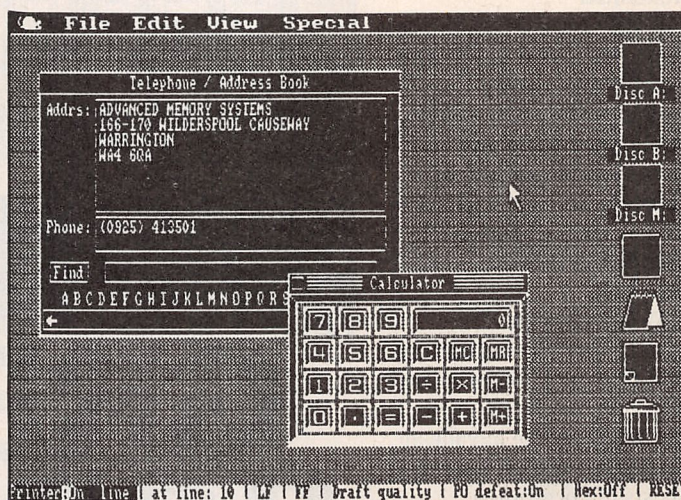 File Edit View Special
Telephone / Address Book
Addrs: ADVANCED MEMORY SYSTEMS
166-170 WILDERSPOOL CAUSEWAY
WARRINGTON
WA4 6QA
Phone: (0925) 413501
Find
ABCDEFGHIJKLMNOPQRS
Disc A:
Disc B:
Disc M:
Calculator
7 8 9 0
4 5 6 C MC MR
1 2 3 ÷ × M-
0 . = - + M+
Printer:On line | at line: 10 | LF | FF | Draft quality | PO defeat:On | Hex:Off | RESE